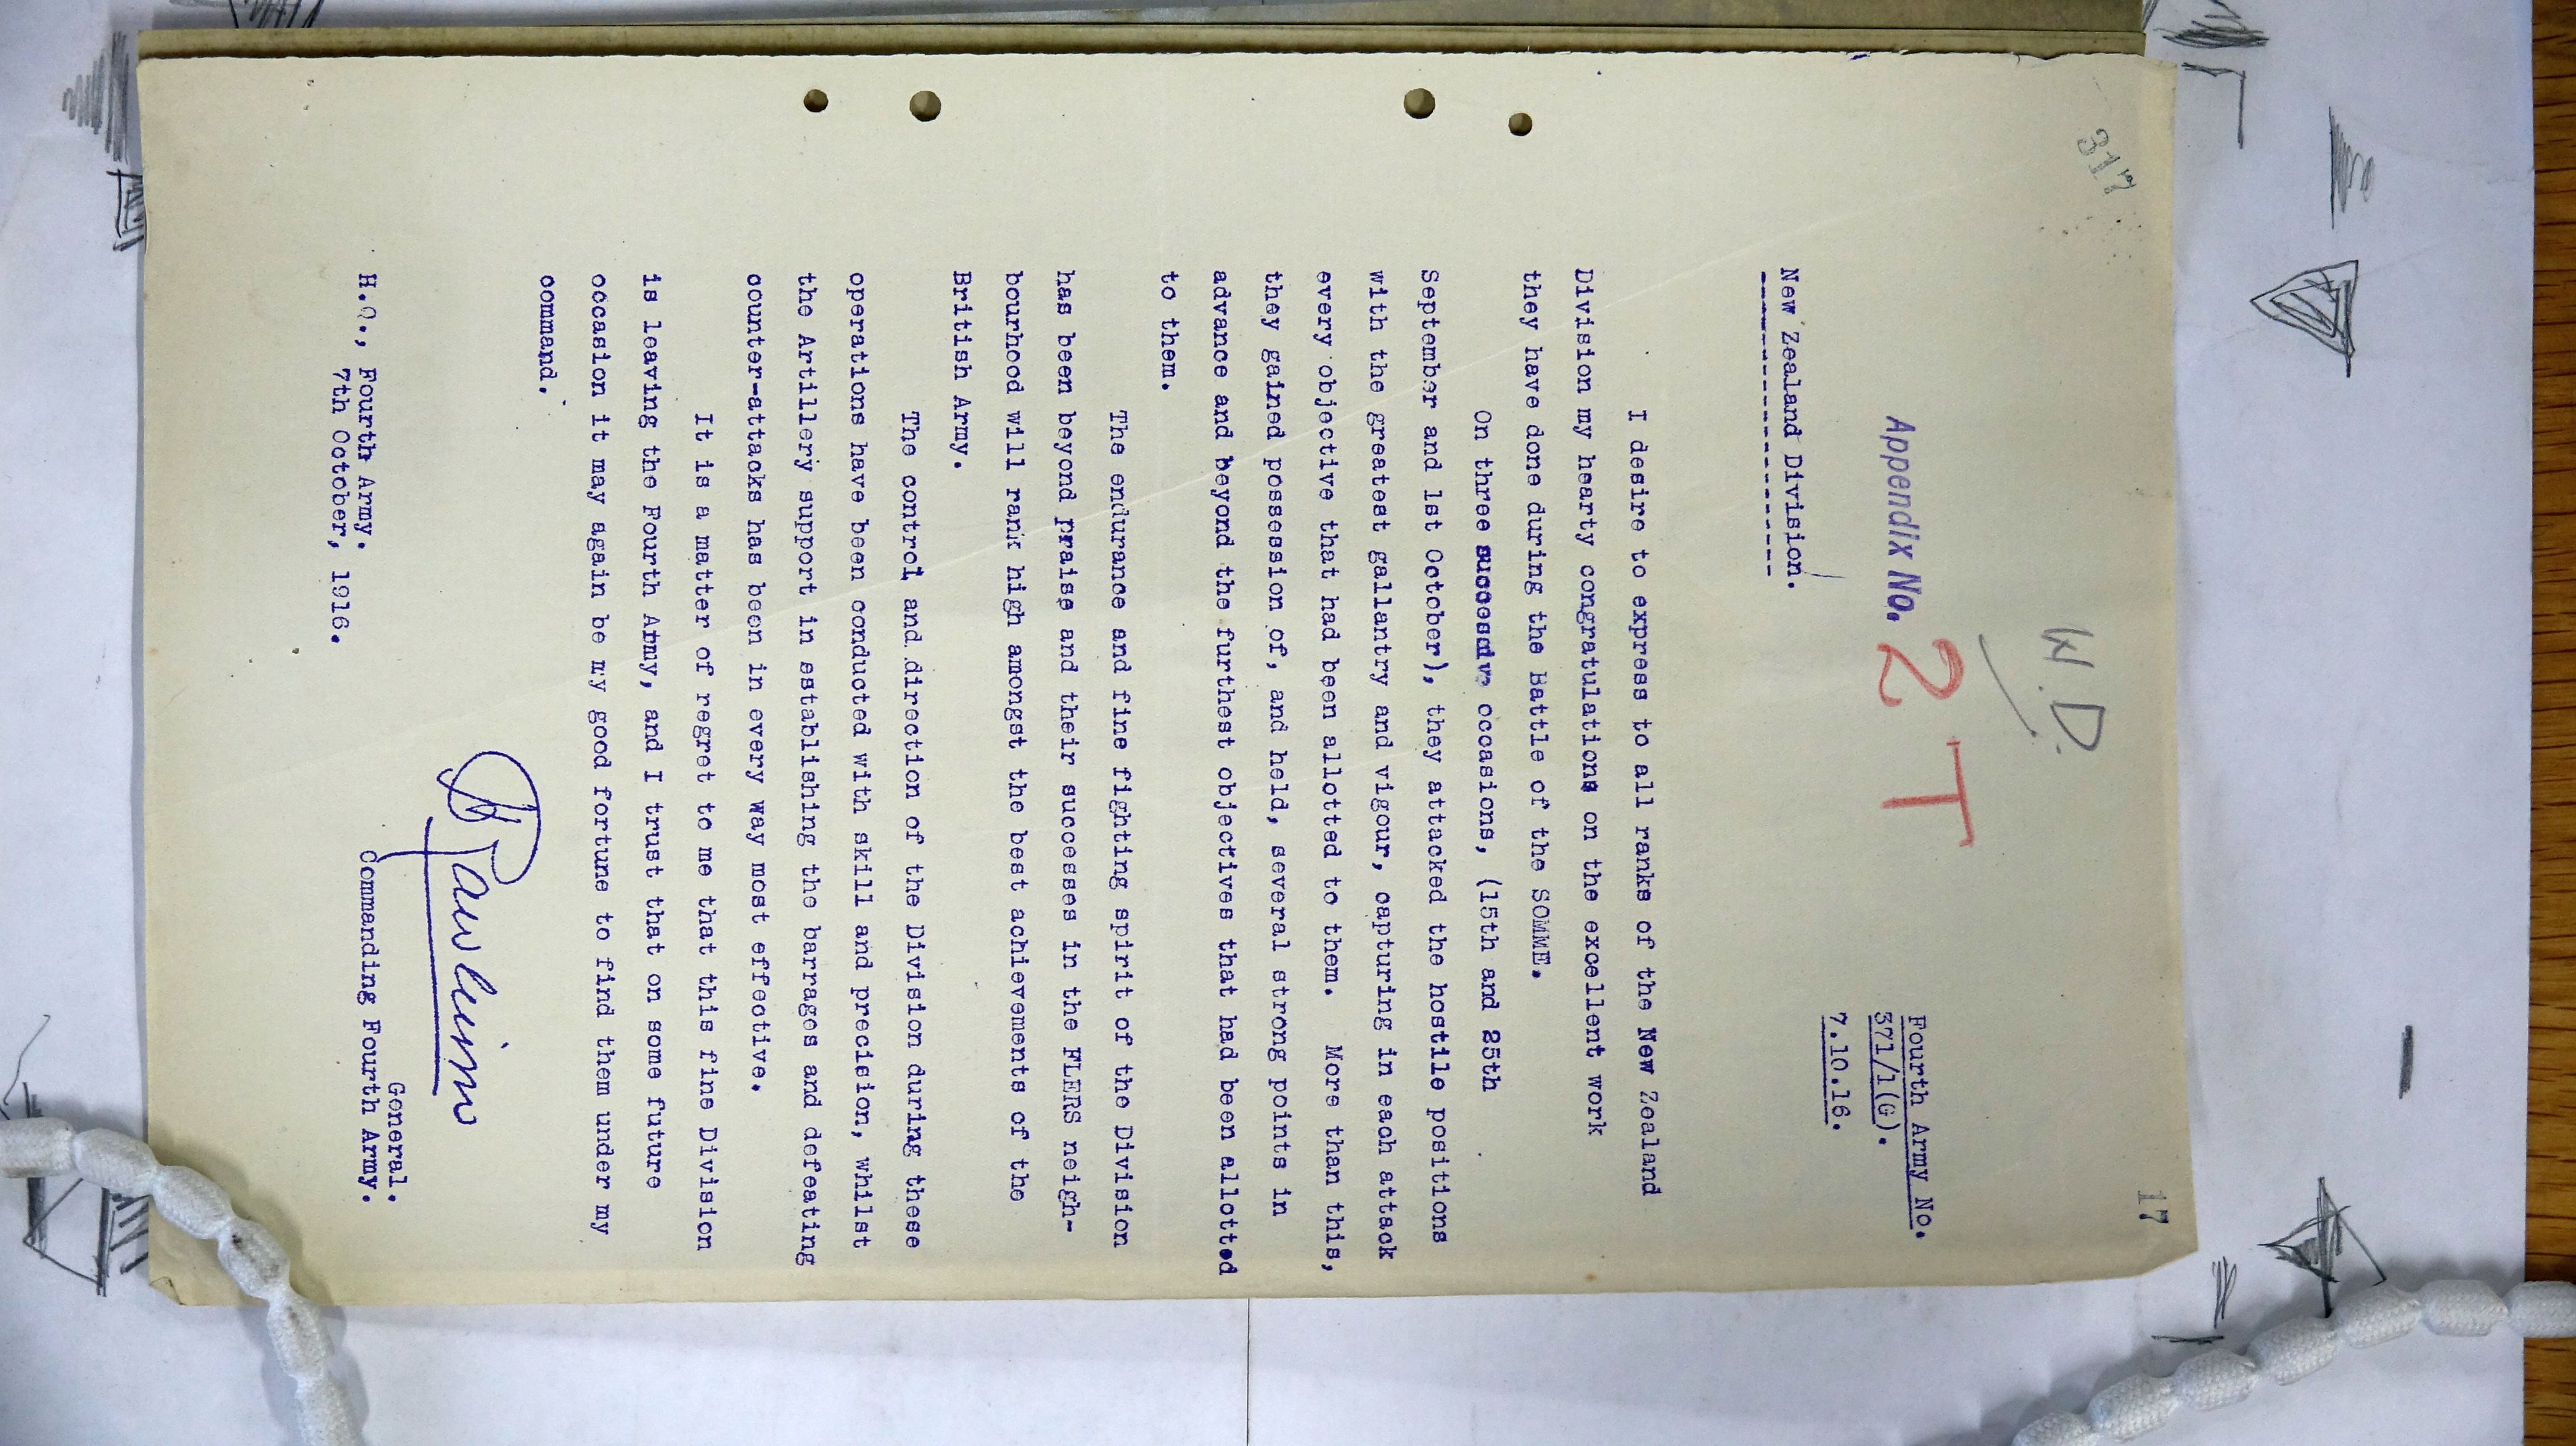 317
17
W.D.
Appendix No. 2 T
Fourth Army No.
371/1(G).
7.10.16.
New Zealand Division.
--------------------
I desire to express to all ranks of the New Zealand
Division my hearty congratulations on the excellent work
they have done during the Battle of the SOMME.
On three successive occasions, (15th and 25th
September and 1st October), they attacked the hostile positions
with the greatest gallantry and vigour, capturing in each attack
every objective that had been allotted to them. More than this,
they gained possession of, and held, several strong points in
advance and beyond the furthest objectives that had been allotted
to them.
The endurance and fine fighting spirit of the Division
has been beyond praise and their successes in the FLERS neigh-
bourhood will rank high amongst the best achievements of the
British Army.
The control and direction of the Division during these
operations have been conducted with skill and precision, whilst
the Artillery support in establishing the barrages and defeating
counter-attacks has been in every way most effective.
It is a matter of regret to me that this fine Division
is leaving the Fourth Army, and I trust that on some future
occasion it may again be my good fortune to find them under my
command.
Rawlinson
General.
H.Q., Fourth Army. Commanding Fourth Army.
7th October, 1916.